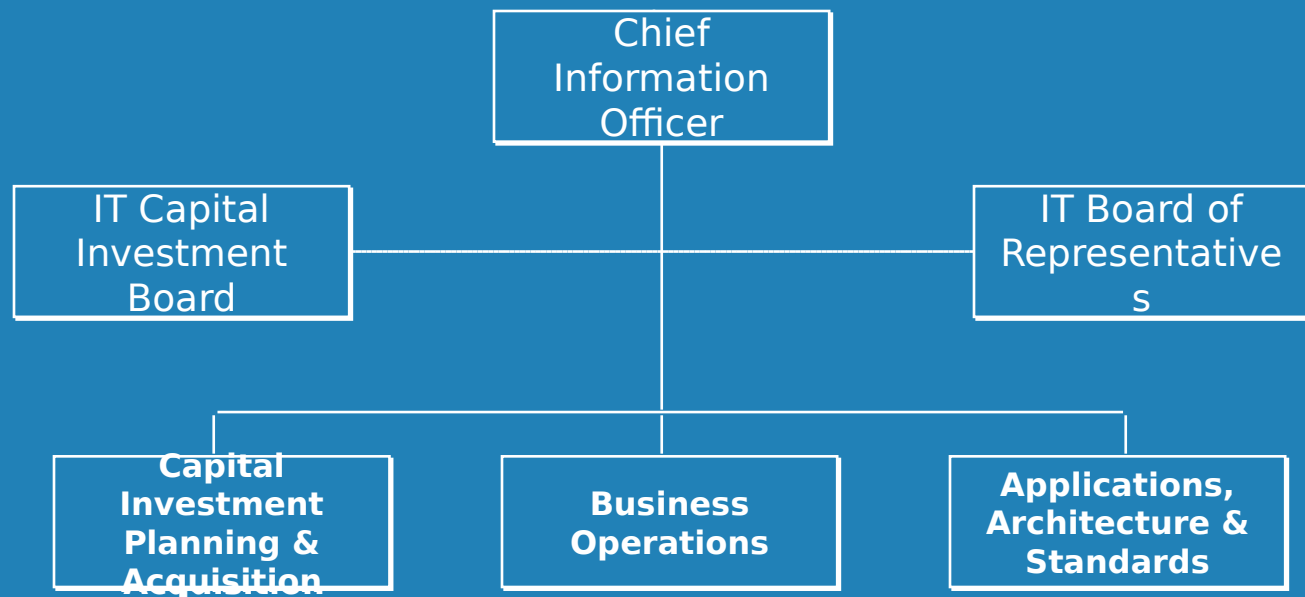 Chief
Information
Officer
IT Capital
Investment
Board
IT Board of
Representative
s
Capital
Investment
Planning &
Acquisition
Business
Operations
Applications,
Architecture &
Standards